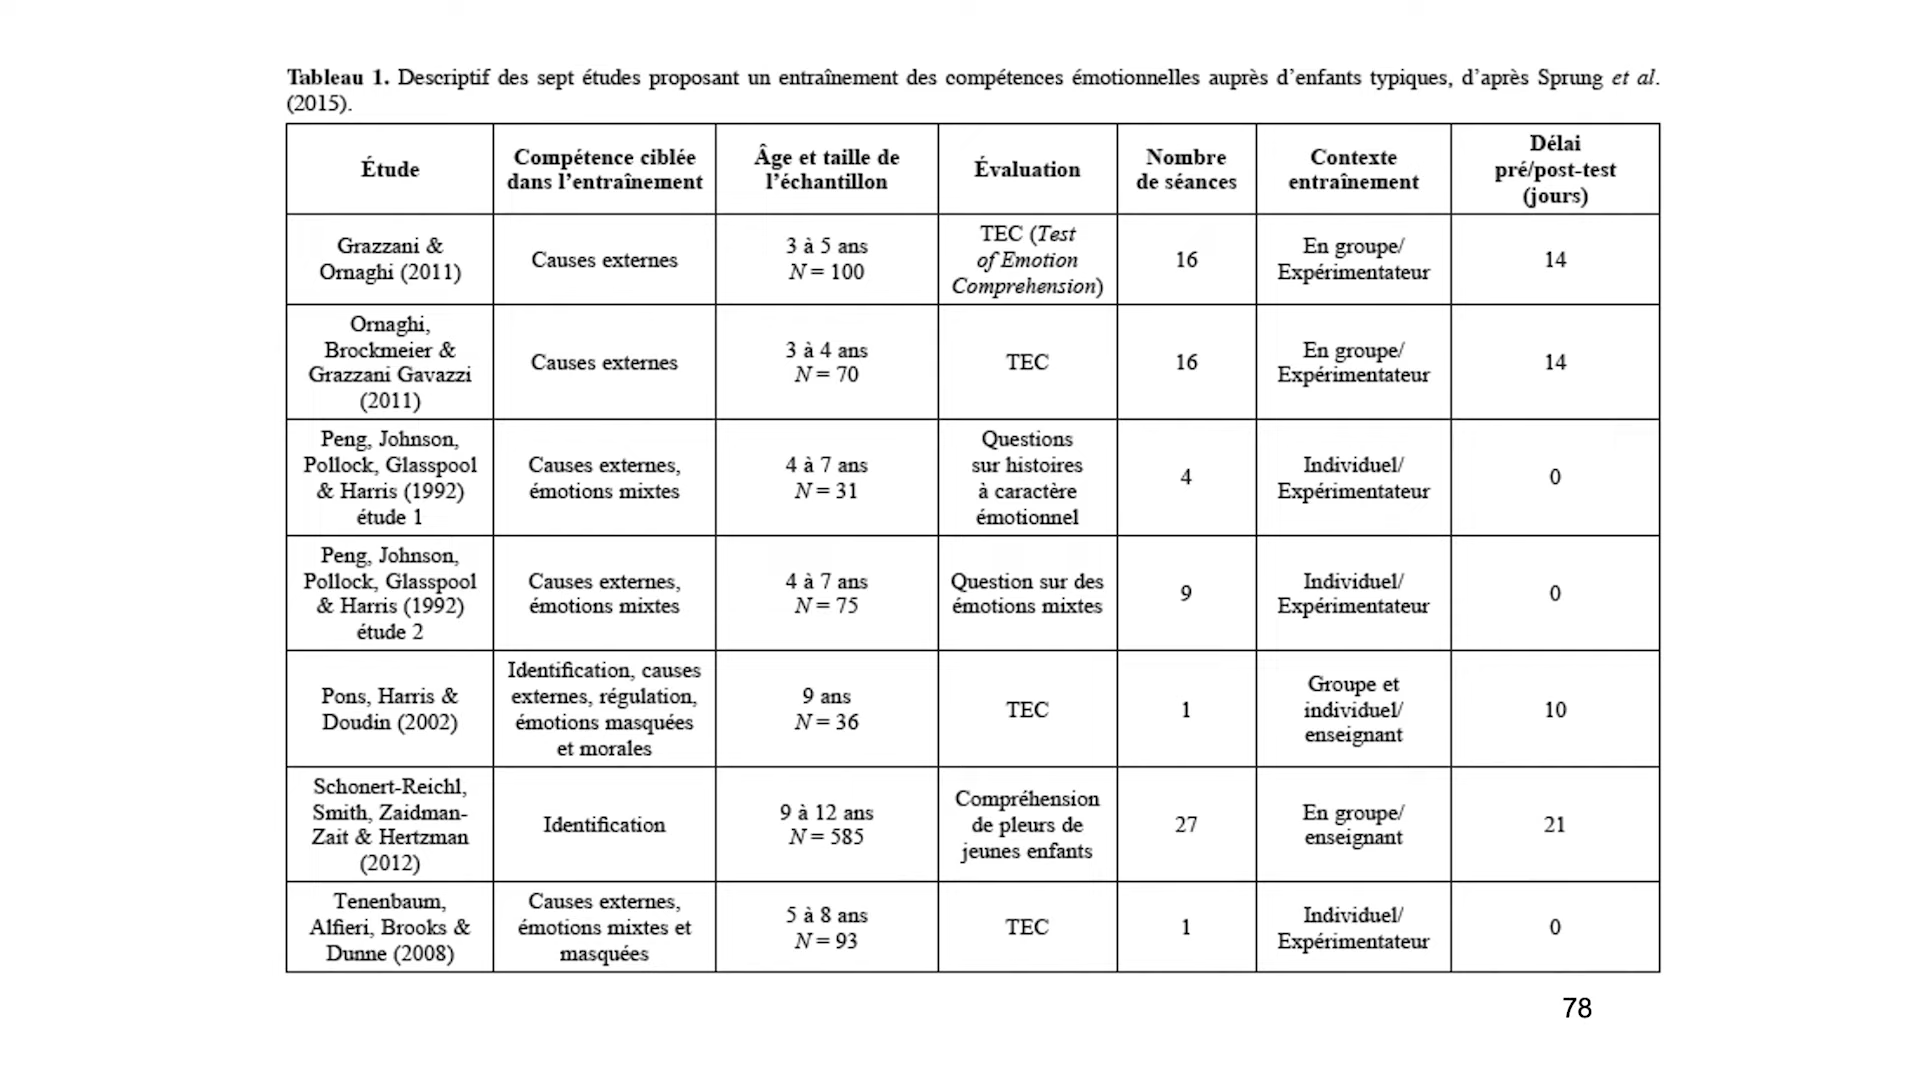 Tableau 1. Descriptif des sept études proposant un entraînement des compétences émotionnelles auprès d'enfants typiques, d'après Sprung et al.
(2015).
Étude
Compétence ciblée
dans l'entraînement
Âge et taille de
l'échantillon
Évaluation
Nombre
de séances
Contexte
entraînement
Délai
pré/post-test
(jours)
Grazzani &
Ornaghi (2011)
Causes externes
3 à 5 ans
N = 100
TEC (Test
of Emotion
Comprehension)
16
En groupe/
Expérimentateur
14
Ornaghi,
Brockmeier &
Grazzani Gavazzi
(2011)
Causes externes
3 à 4 ans
N = 70
TEC
16
En groupe/
Expérimentateur
14
Peng, Johnson,
Pollock, Glasspool
& Harris (1992)
étude 1
Causes externes,
émotions mixtes
4 à 7 ans
N = 31
Questions
sur histoires
à caractère
émotionnel
4
Individuel/
Expérimentateur
0
Peng, Johnson,
Pollock, Glasspool
& Harris (1992)
étude 2
Causes externes,
émotions mixtes
4 à 7 ans
N = 75
Question sur des
émotions mixtes
9
Individuel/
Expérimentateur
0
Pons, Harris &
Doudin (2002)
Identification, causes
externes, régulation,
émotions masquées
et morales
9 ans
N = 36
TEC
1
Groupe et
individuel/
enseignant
10
Schonert-Reichl,
Smith, Zaidman-
Zait & Hertzman
(2012)
Identification
9 à 12 ans
N = 585
Compréhension
de pleurs de
jeunes enfants
27
En groupe/
enseignant
21
Tenenbaum,
Alfieri, Brooks &
Dunne (2008)
Causes externes,
émotions mixtes et
masquées
5 à 8 ans
N = 93
TEC
1
Individuel/
Expérimentateur
0
78